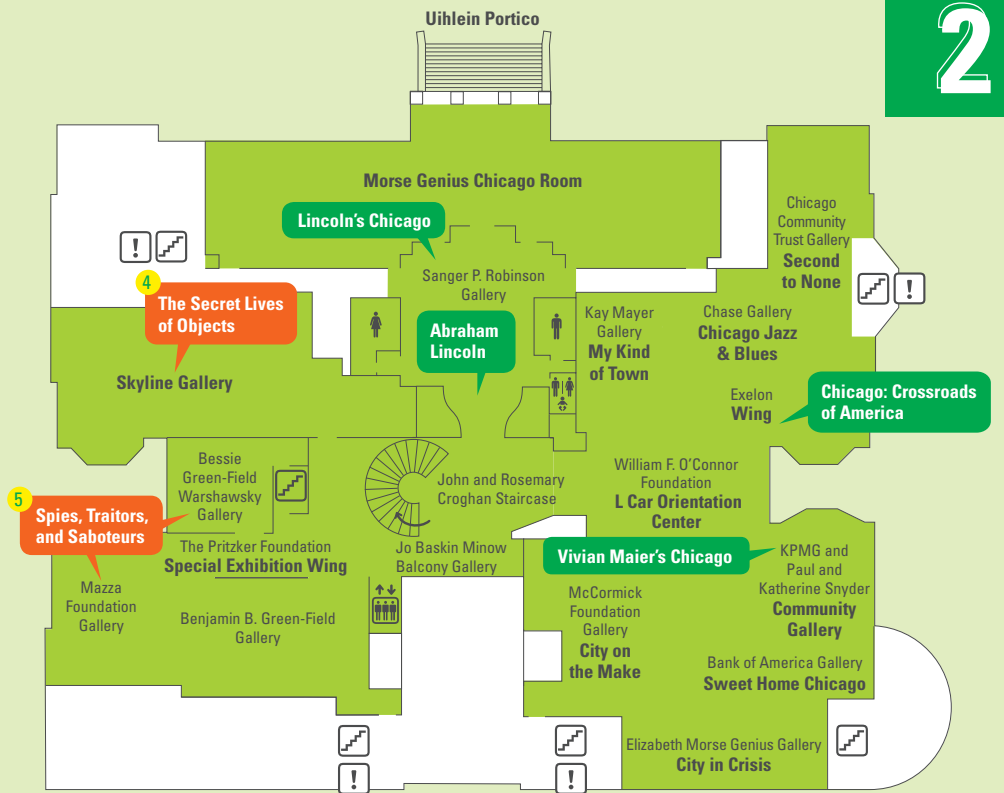 Uihlein Portico
2
Morse Genius Chicago Room
Lincoln's Chicago
Sanger P. Robinson
Gallery
Chicago
Community
Trust Gallery
Second
to None
!
!
4
The Secret Lives
of Objects
Skyline Gallery
Abraham
Lincoln
Kay Mayer
Gallery
My Kind
of Town
Chase Gallery
Chicago Jazz
& Blues
Exelon
Wing
Chicago: Crossroads
of America
Bessie
Green-Field
Warshawsky
Gallery
John and Rosemary
Croghan Staircase
William F. O'Connor
Foundation
L Car Orientation
Center
5
Spies, Traitors,
and Saboteurs
The Pritzker Foundation
Special Exhibition Wing
Jo Baskin Minow
Balcony Gallery
Vivian Maier's Chicago
KPMG and
Paul and
Katherine Snyder
Community
Gallery
Mazza
Foundation
Gallery
Benjamin B. Green-Field
Gallery
McCormick
Foundation
Gallery
City on
the Make
Bank of America Gallery
Sweet Home Chicago
Elizabeth Morse Genius Gallery
City in Crisis
!
!